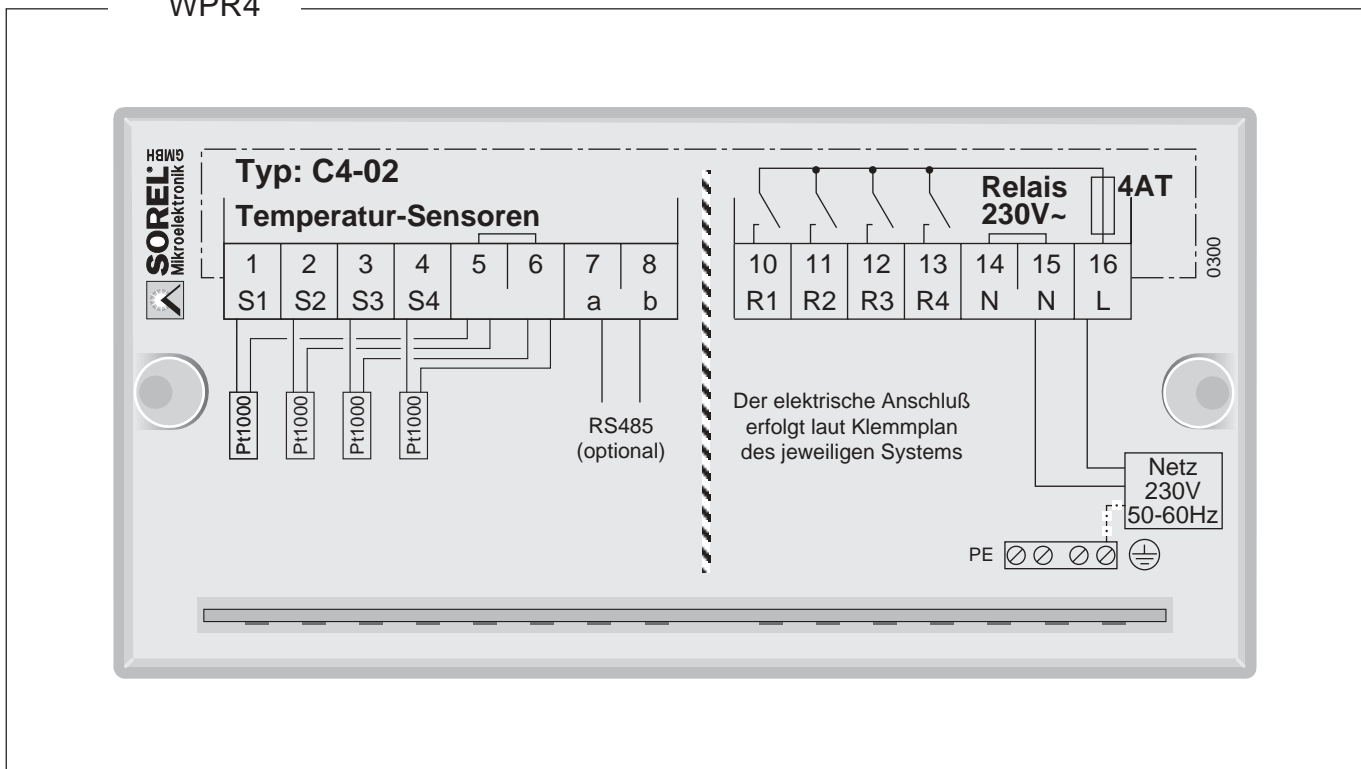 WPR4
SOREL
Mikroelektronik
GMBH
Typ: C4-02
Temperatur-Sensoren
1 2 3 4 5 6 7 8
S1 S2 S3 S4 a b
Pt1000 Pt1000 Pt1000 Pt1000
RS485
(optional)
Relais
230V~
4AT
10 11 12 13 14 15 16
R1 R2 R3 R4 N N L
0300
Der elektrische Anschluß
erfolgt laut Klemmplan
des jeweiligen Systems
Netz
230V
50-60Hz
PE